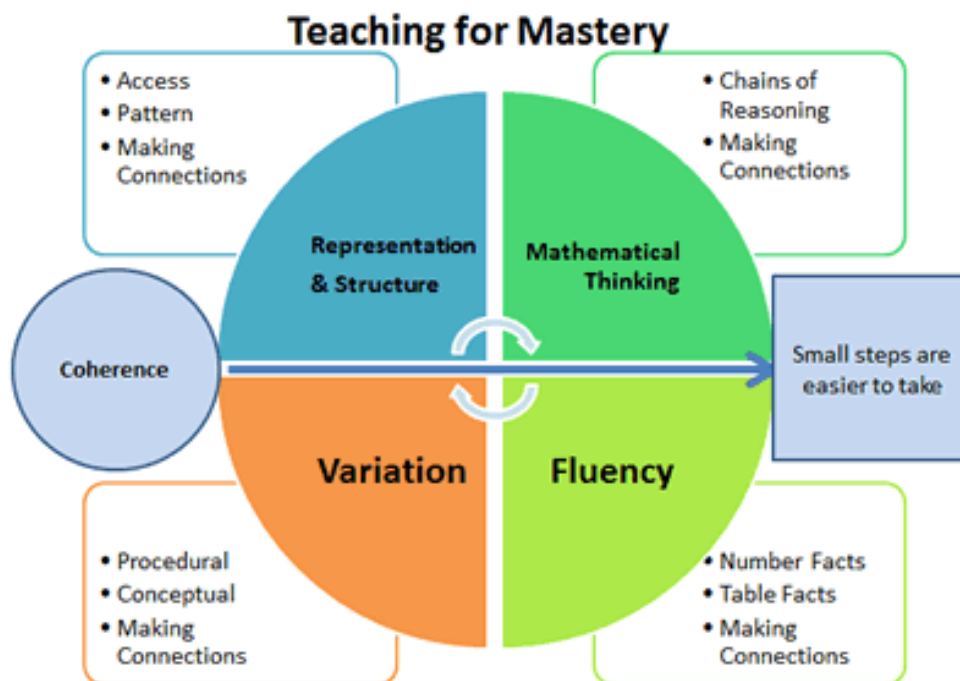 Teaching for Mastery
• Access
• Pattern
• Making
Connections
• Chains of
Reasoning
• Making
Connections
Representation
& Structure
Mathematical
Thinking
Coherence
Small steps are
easier to take
Variation
Fluency
• Procedural
• Conceptual
• Making
Connections
• Number Facts
• Table Facts
• Making
Connections